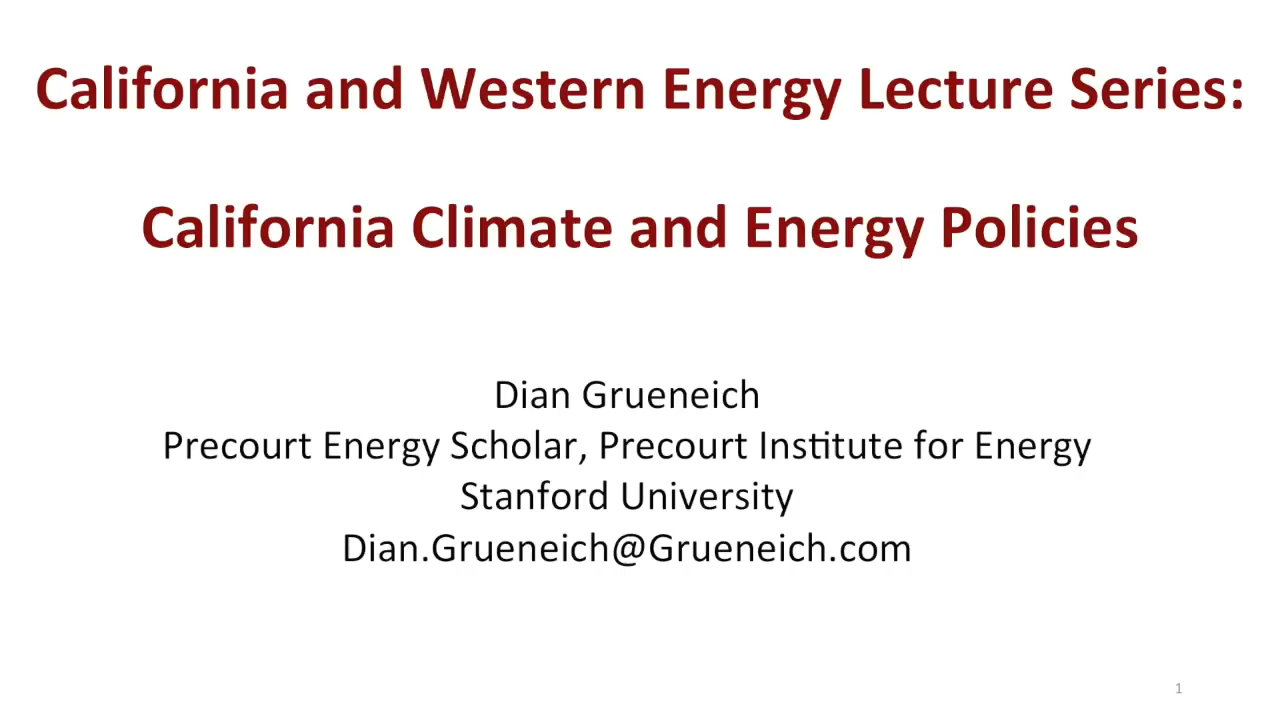 California and Western Energy Lecture Series:
California Climate and Energy Policies
Dian Grueneich
Precourt Energy Scholar, Precourt Institute for Energy
Stanford University
Dian.Grueneich@Grueneich.com
1